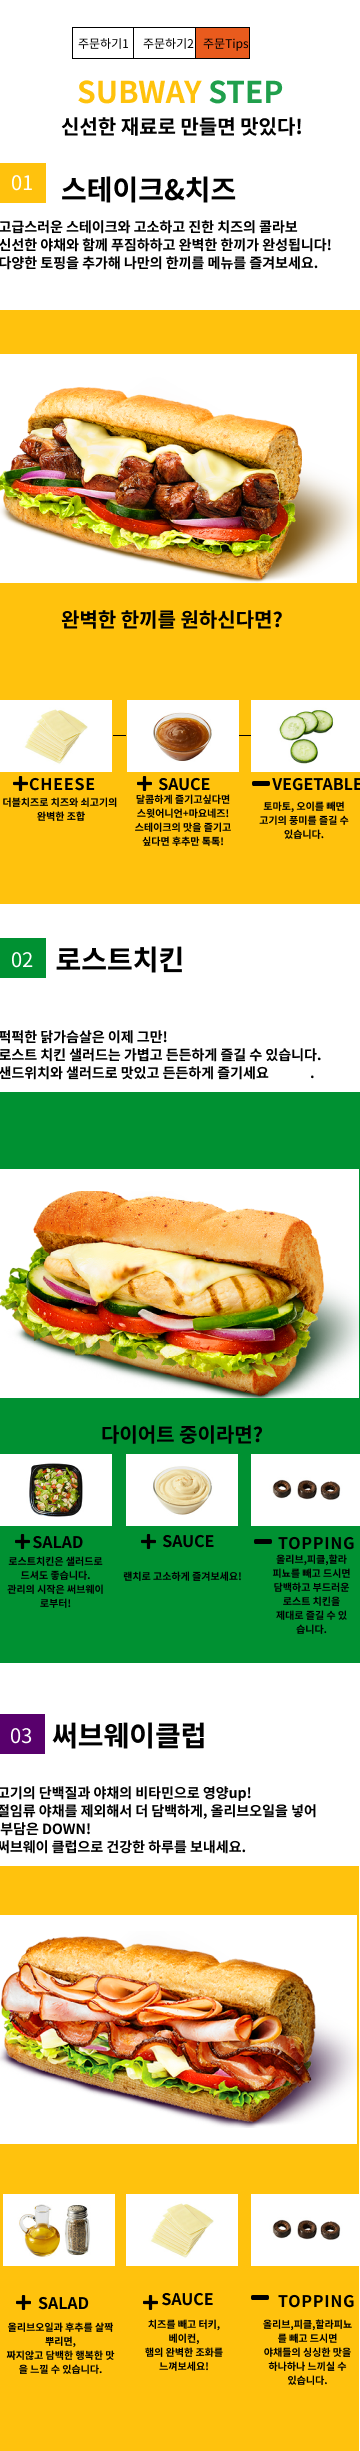 주문하기1 주문하기2 주문Tips
SUBWAY STEP
신선한 재료로 만들면 맛있다!
01 스테이크&치즈
고급스러운 스테이크와 고소하고 진한 치즈의 콜라보
신선한 야채와 함께 푸짐하하고 완벽한 한끼가 완성됩니다!
다양한 토핑을 추가해 나만의 한끼를 메뉴를 즐겨보세요.
완벽한 한끼를 원하신다면?
+CHEESE
더블치즈로 치즈와 쇠고기의
완벽한 조합
+ SAUCE
달콤하게 즐기고싶다면
스윗어니언+마요네즈!
스테이크의 맛을 즐기고
싶다면 후추만 톡톡!
-VEGETABLE
토마토, 오이를 빼면
고기의 풍미를 즐길 수
있습니다.
02 로스트치킨
퍽퍽한 닭가슴살은 이제 그만!
로스트 치킨 샐러드는 가볍고 든든하게 즐길 수 있습니다.
샌드위치와 샐러드로 맛있고 든든하게 즐기세요 .
다이어트 중이라면?
+SALAD
로스트치킨은 샐러드로
드셔도 좋습니다.
관리의 시작은 써브웨이
로부터!
+ SAUCE
랜치로 고소하게 즐겨보세요!
- TOPPING
올리브,피클,할라
피뇨를 빼고 드시면
담백하고 부드러운
로스트 치킨을
제대로 즐길 수 있
습니다.
03 써브웨이클럽
고기의 단백질과 야채의 비타민으로 영양up!
절임류 야채를 제외해서 더 담백하게, 올리브오일을 넣어
부담은 DOWN!
써브웨이 클럽으로 건강한 하루를 보내세요.
+ SALAD
올리브오일과 후추를 살짝
뿌리면,
짜지않고 담백한 행복한 맛
을 느낄 수 있습니다.
+ SAUCE
치즈를 빼고 터키,
베이컨,
햄의 완벽한 조화를
느껴보세요!
- TOPPING
올리브,피클,할라피뇨
를 빼고 드시면
야채들의 싱싱한 맛을
하나하나 느끼실 수
있습니다.